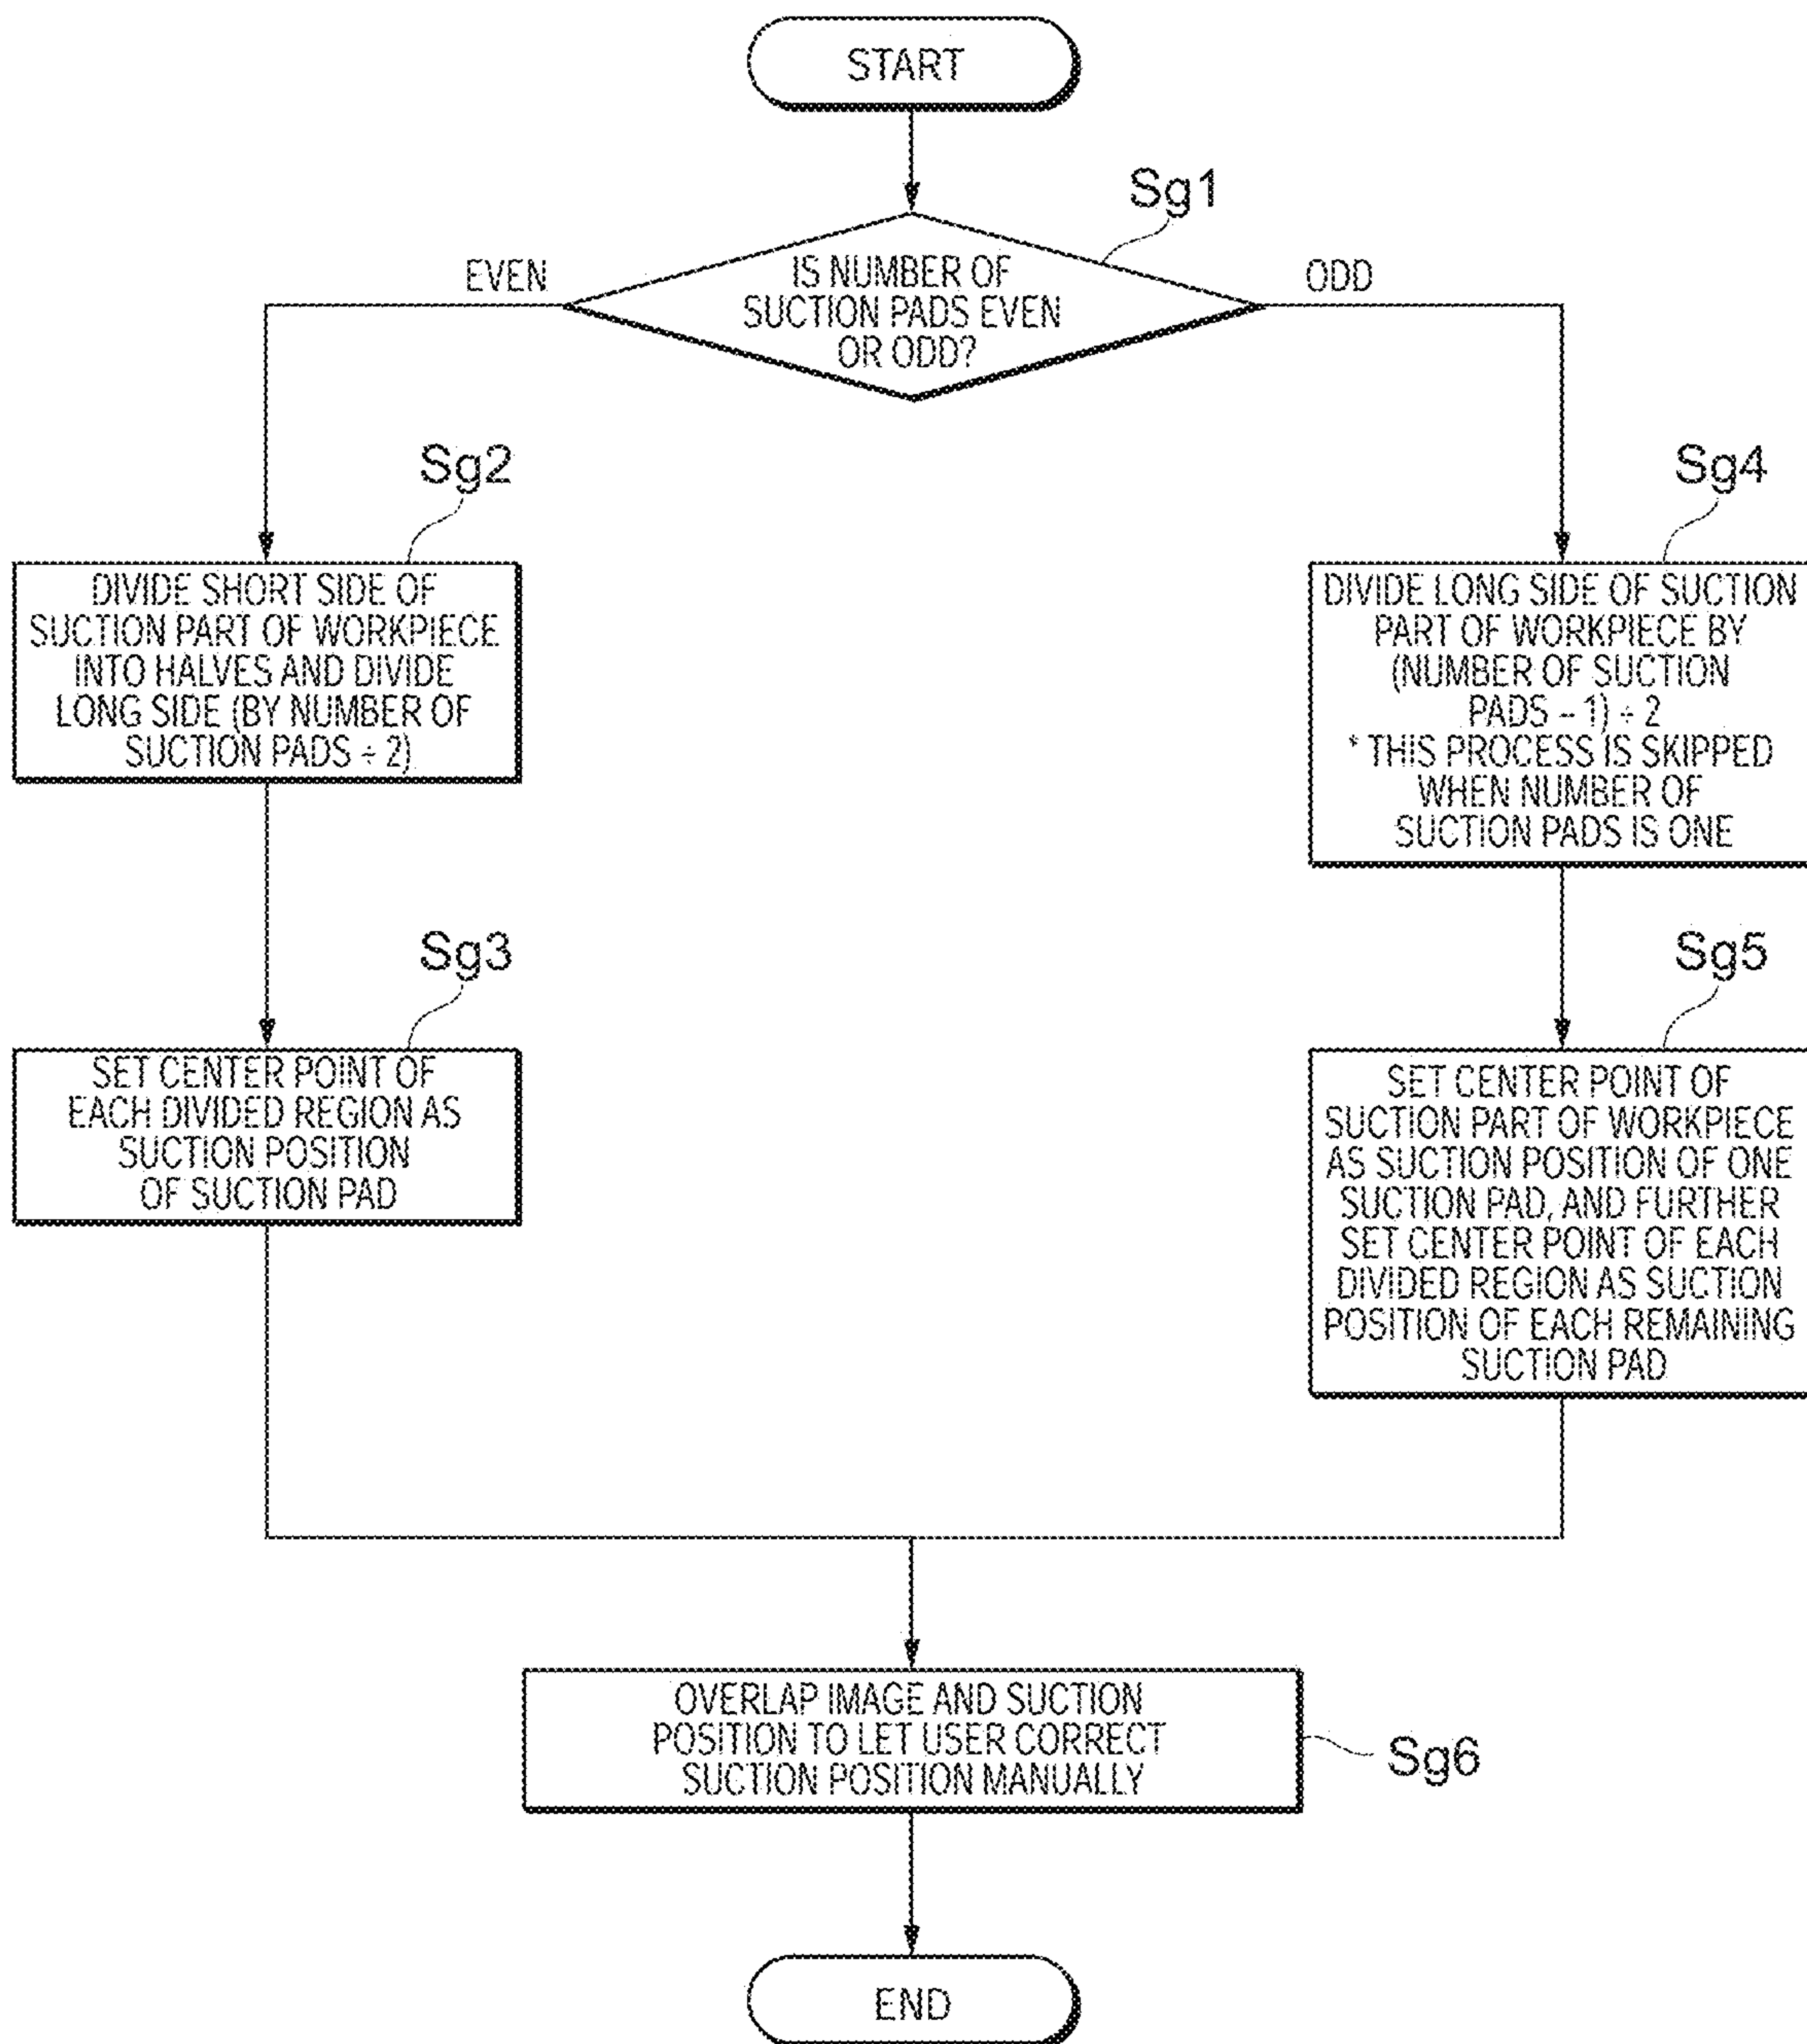 START
Sg1
EVEN
IS NUMBER OF
SUCTION PADS EVEN
OR ODD?
ODD
Sg2
DIVIDE SHORT SIDE OF
SUCTION PART OF WORKPIECE
INTO HALVES AND DIVIDE
LONG SIDE (BY NUMBER OF
SUCTION PADS ÷ 2)
Sg4
DIVIDE LONG SIDE OF SUCTION
PART OF WORKPIECE BY
(NUMBER OF SUCTION
PADS – 1) ÷ 2
* THIS PROCESS IS SKIPPED
WHEN NUMBER OF
SUCTION PADS IS ONE
Sg3
SET CENTER POINT OF
EACH DIVIDED REGION AS
SUCTION POSITION
OF SUCTION PAD
Sg5
SET CENTER POINT OF
SUCTION PART OF WORKPIECE
AS SUCTION POSITION OF ONE
SUCTION PAD, AND FURTHER
SET CENTER POINT OF EACH
DIVIDED REGION AS SUCTION
POSITION OF EACH REMAINING
SUCTION PAD
OVERLAP IMAGE AND SUCTION
POSITION TO LET USER CORRECT
SUCTION POSITION MANUALLY
Sg6
END